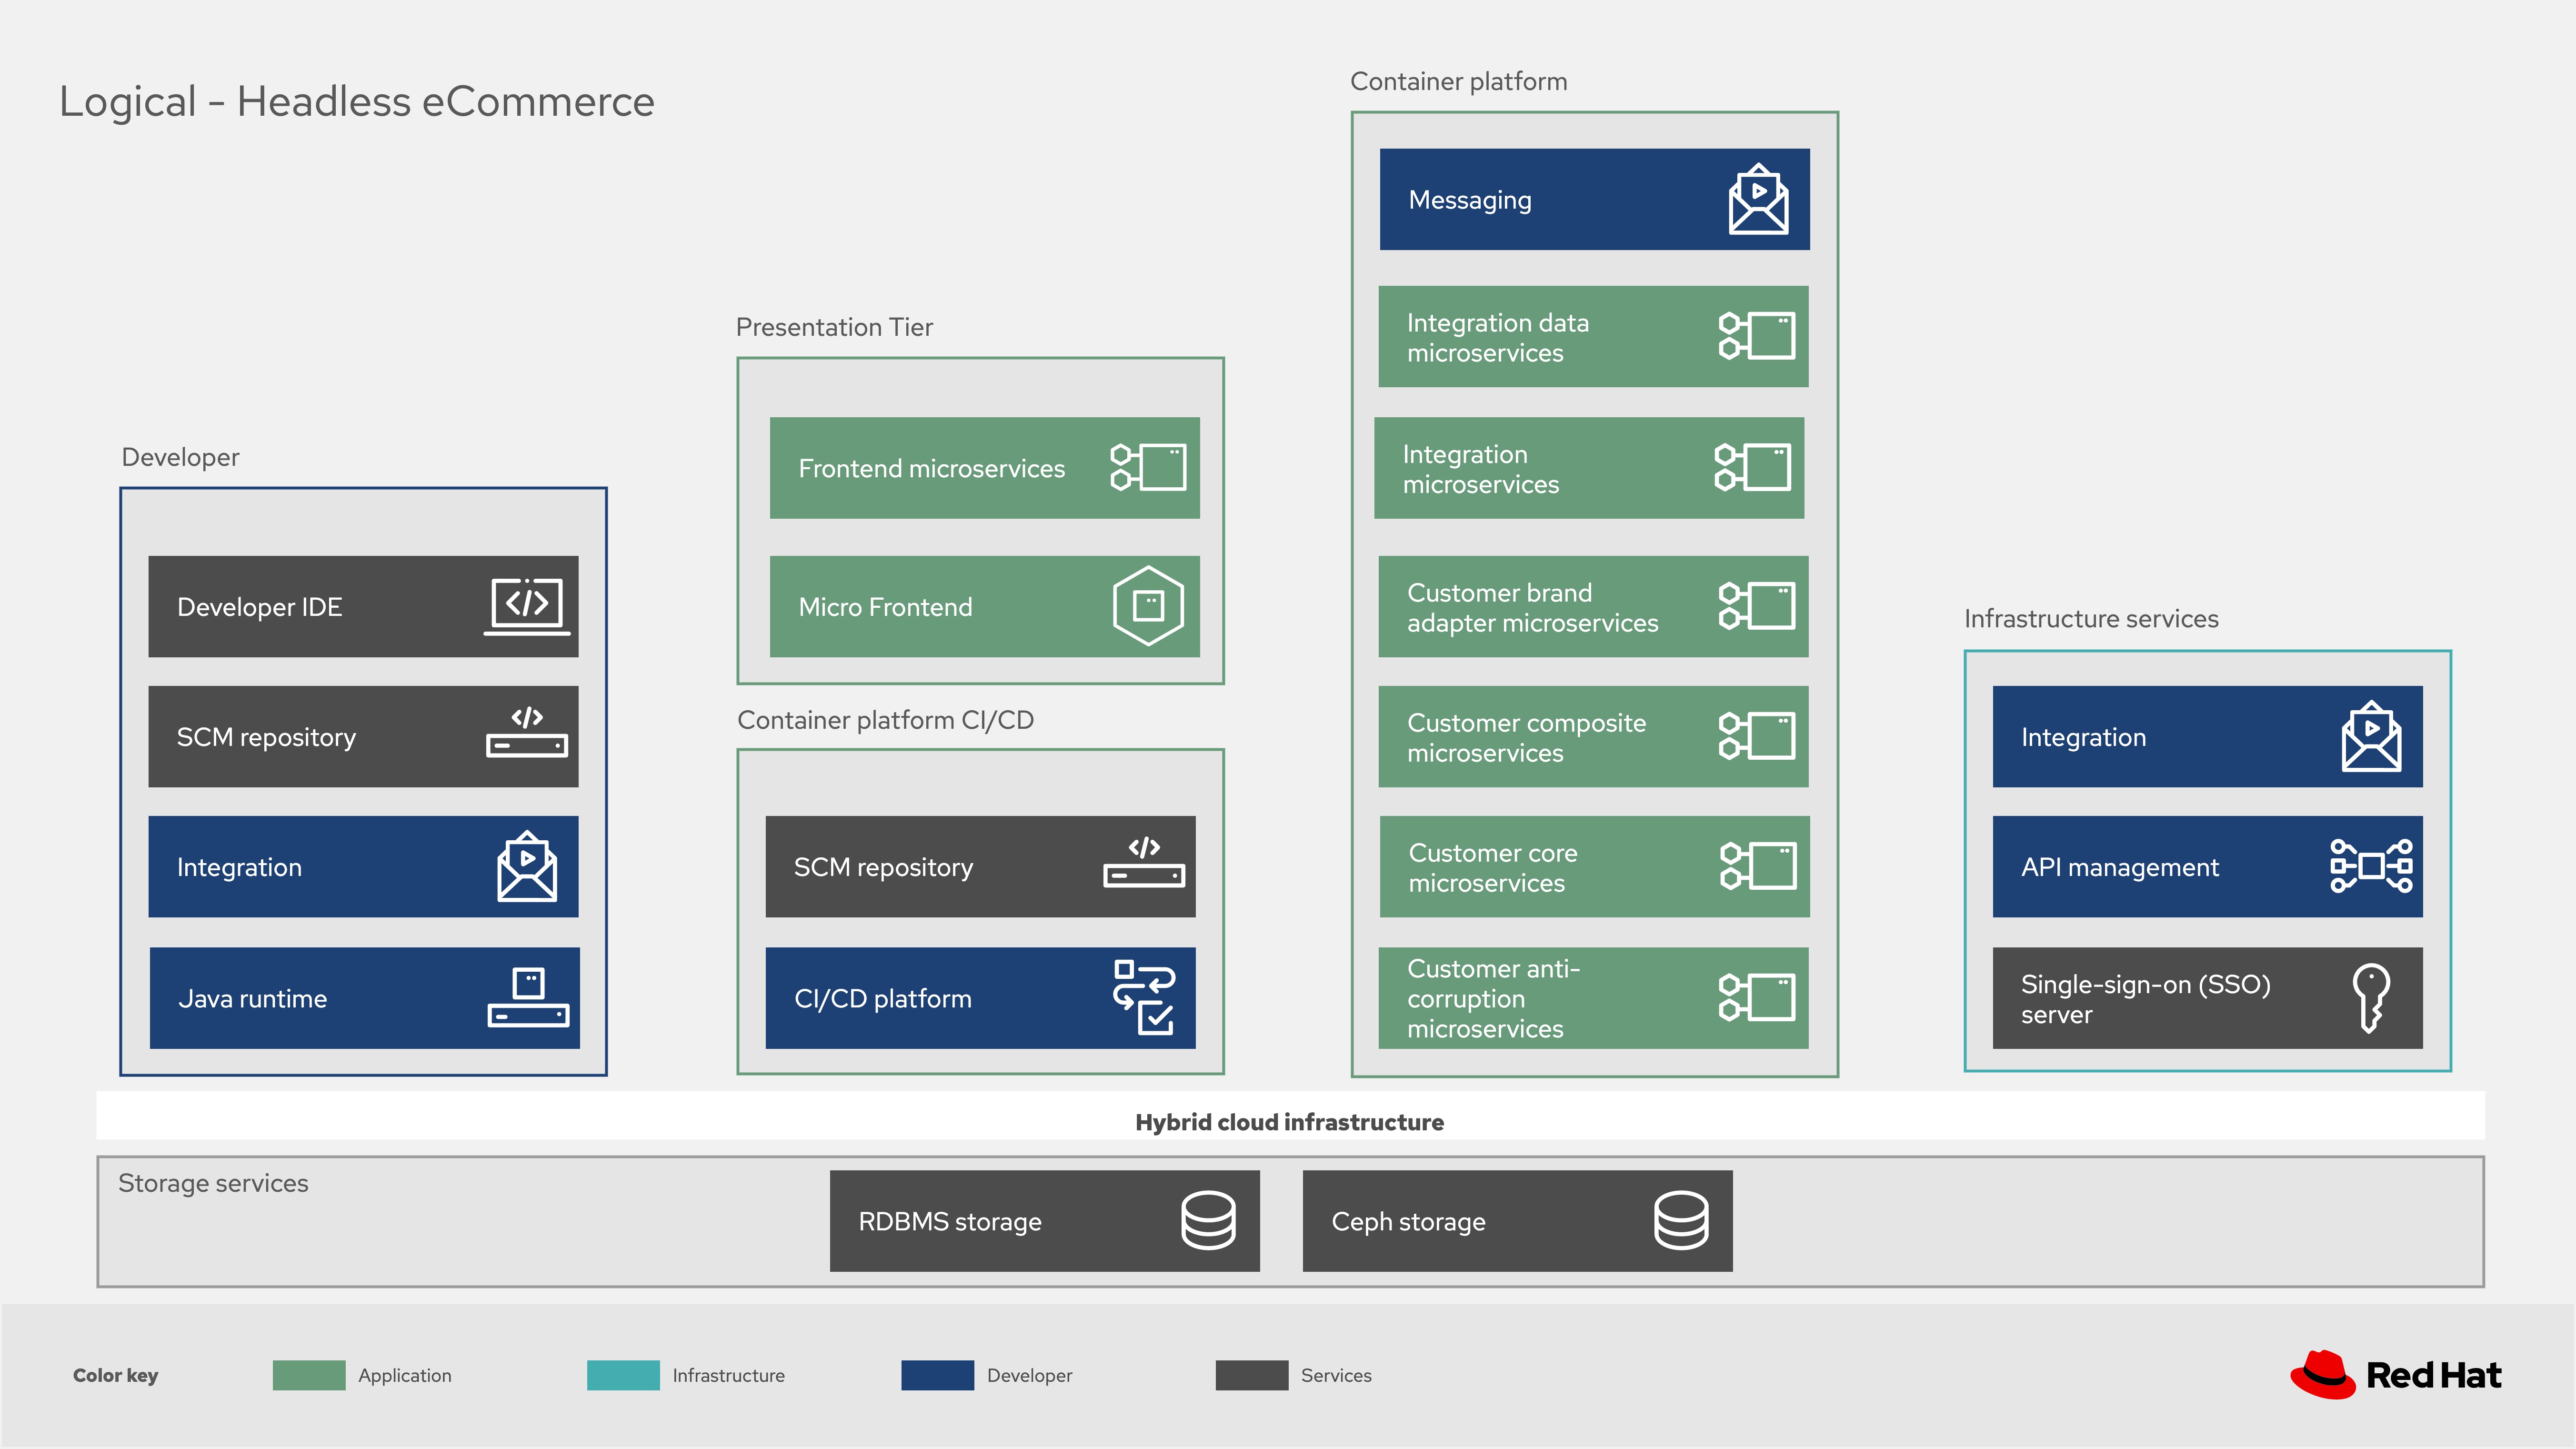 Logical - Headless eCommerce
Developer
Developer IDE
SCM repository
Integration
Java runtime
Presentation Tier
Frontend microservices
Micro Frontend
Container platform CI/CD
SCM repository
CI/CD platform
Container platform
Messaging
Integration data
microservices
Integration
microservices
Customer brand
adapter microservices
Customer composite
microservices
Customer core
microservices
Customer anti-
corruption
microservices
Infrastructure services
Integration
API management
Single-sign-on (SSO)
server
Hybrid cloud infrastructure
Storage services
RDBMS storage
Ceph storage
Color key
Application
Infrastructure
Developer
Services
Red Hat